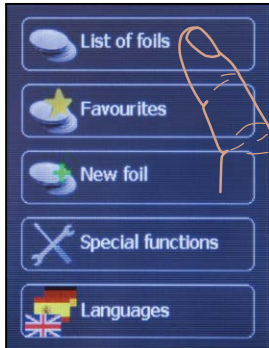 List of foils
Favourites
New foil
Special functions
Languages